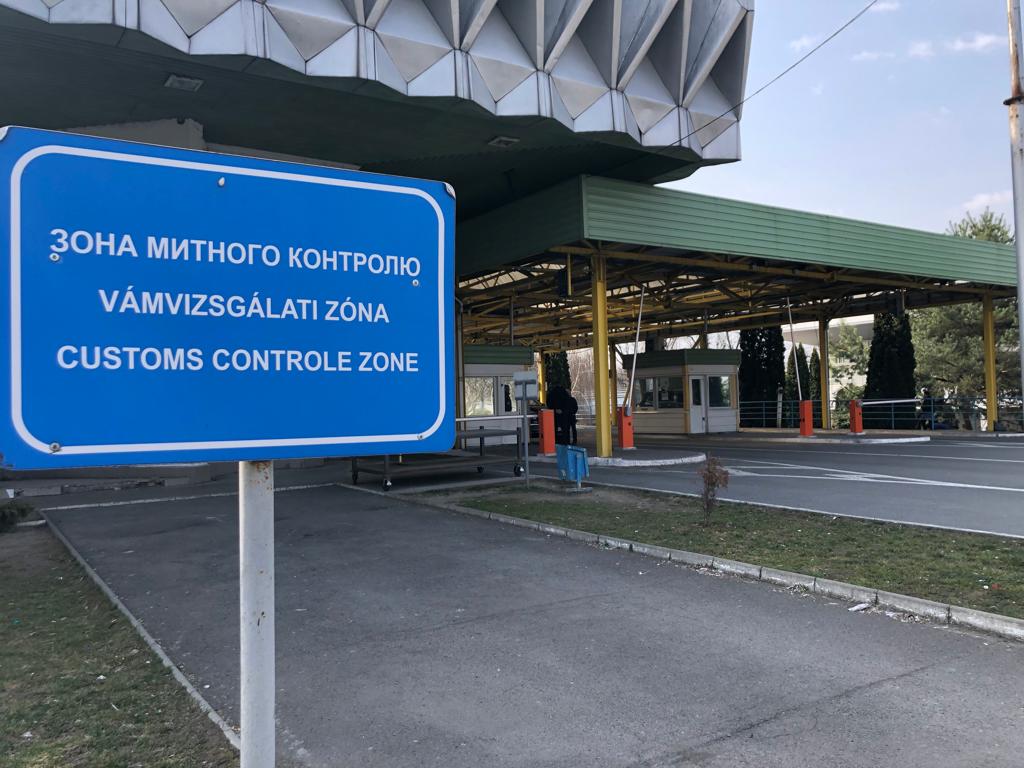 ЗОНА МИТНОГО КОНТРОЛЮ
VÁMVIZSGÁLATI ZÓNA
CUSTOMS CONTROLE ZONE